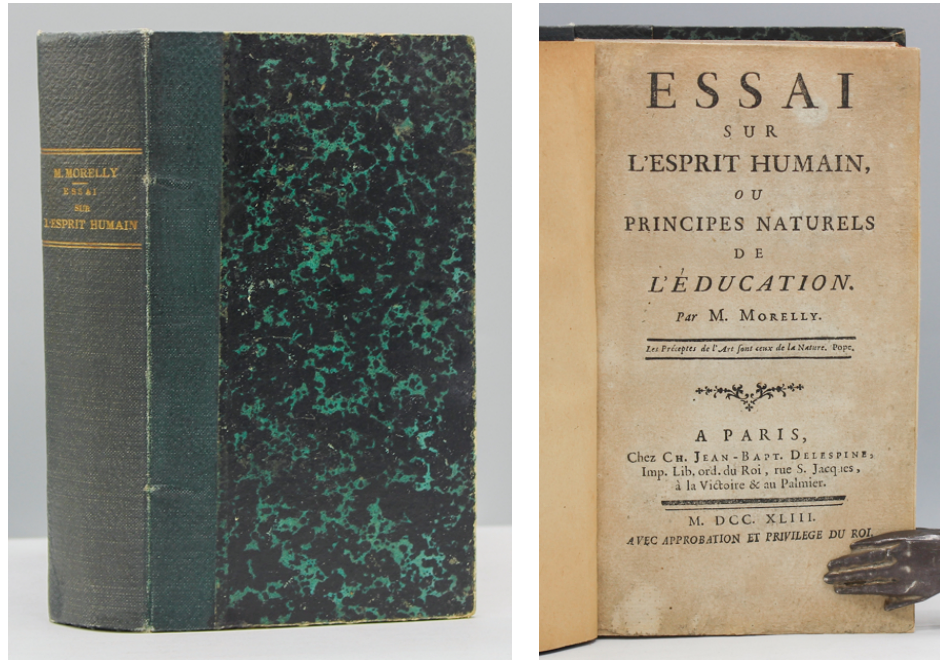 M. MORELLY
ESSAI
SUR
L'ESPRIT HUMAIN
ESSAI
SUR
L'ESPRIT HUMAIN,
OU
PRINCIPES NATURELS
DE
L'ÉDUCATION.
Par M. MORELLY.
Les Préceptes de l'Art sont ceux de la Nature. Pope.
A PARIS,
Chez CH. JEAN-BAPT. DELESPINE,
Imp. Lib. ord. du Roi, rue S. Jacques,
à la Victoire & au Palmier.
M. DCC. XLIII.
AVEC APPROBATION ET PRIVILEGE DU ROI.